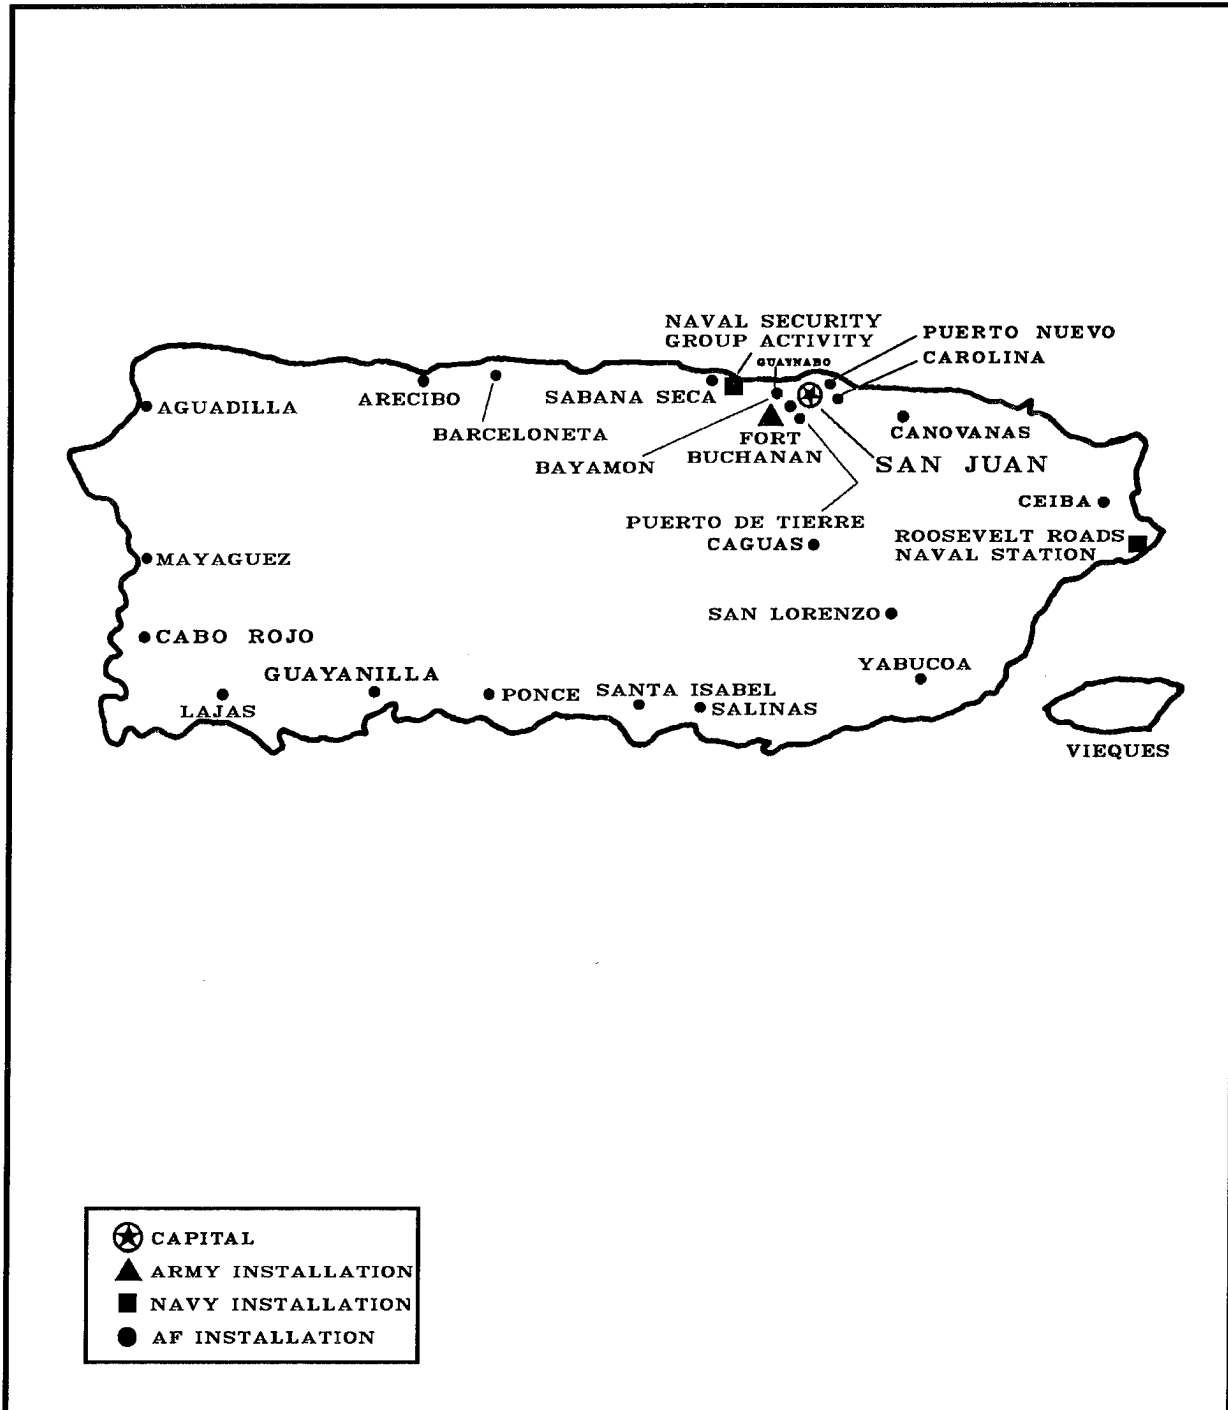 NAVAL SECURITY
GROUP ACTIVITY
PUERTO NUEVO
GUAYNABO
CAROLINA
AGUADILLA
ARECIBO
SABANA SECA
BARCELONETA
BAYAMON
FORT
BUCHANAN
CANOVANAS
SAN JUAN
CEIBA
PUERTO DE TIERRE
CAGUAS
ROOSEVELT ROADS
NAVAL STATION
MAYAGUEZ
SAN LORENZO
CABO ROJO
YABUCOA
GUAYANILLA
LAJAS
PONCE
SANTA ISABEL
SALINAS
VIEQUES
CAPITAL
ARMY INSTALLATION
NAVY INSTALLATION
AF INSTALLATION